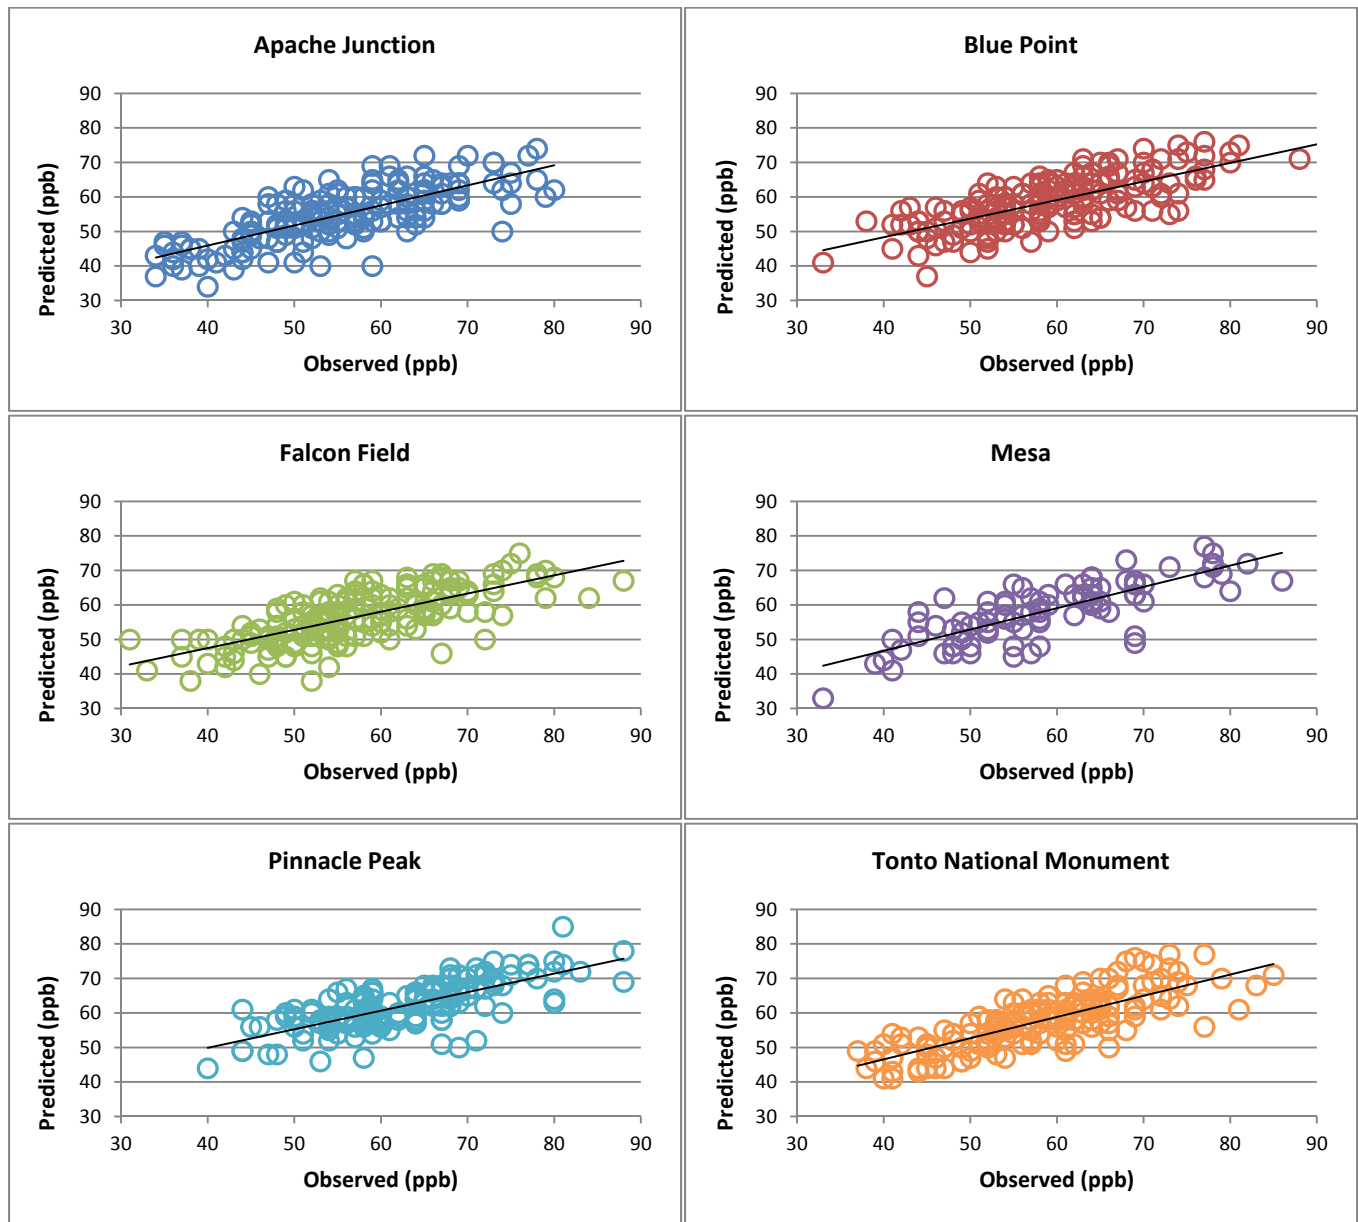 Apache Junction
Predicted (ppb)
90
80
70
60
50
40
30
30 40 50 60 70 80 90
Observed (ppb)
Blue Point
Predicted (ppb)
90
80
70
60
50
40
30
30 40 50 60 70 80 90
Observed (ppb)
Falcon Field
Predicted (ppb)
90
80
70
60
50
40
30
30 40 50 60 70 80 90
Observed (ppb)
Mesa
Predicted (ppb)
90
80
70
60
50
40
30
30 40 50 60 70 80 90
Observed (ppb)
Pinnacle Peak
Predicted (ppb)
90
80
70
60
50
40
30
30 40 50 60 70 80 90
Observed (ppb)
Tonto National Monument
Predicted (ppb)
90
80
70
60
50
40
30
30 40 50 60 70 80 90
Observed (ppb)